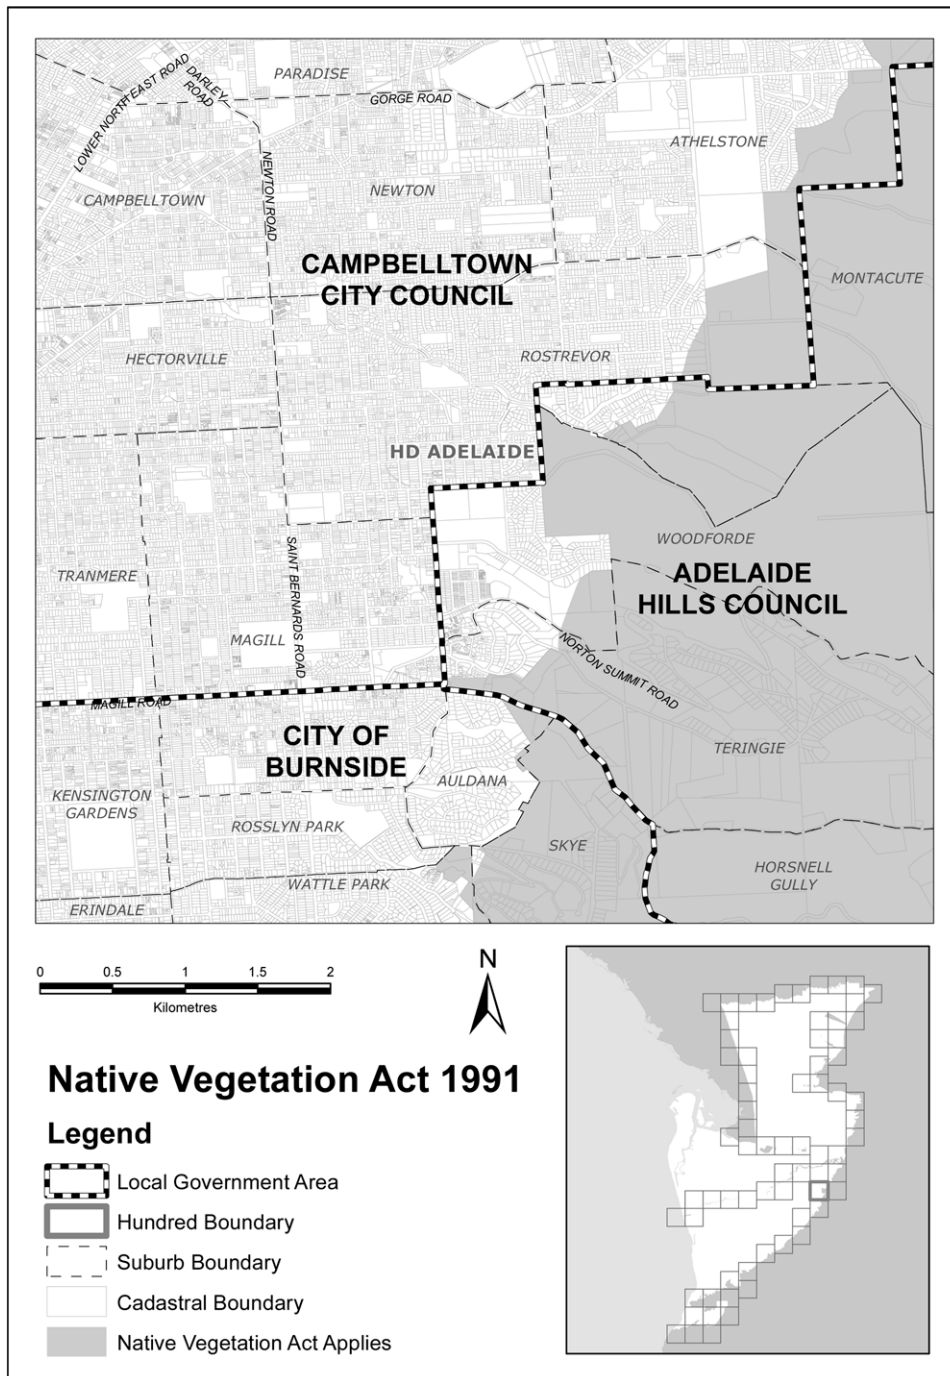 PARADISE
LOWER NORTH EAST ROAD
DARLEY
ROAD
GORGE ROAD
ATHELSTONE
NEWTON ROAD
NEWTON
CAMPBELLTOWN
CAMPBELLTOWN
CITY COUNCIL
MONTACUTE
HECTORVILLE
ROSTREVOR
HD ADELAIDE
WOODFORDE
SAINT BERNARDS ROAD
TRANMERE
ADELAIDE
HILLS COUNCIL
MAGILL
NORTON SUMMIT ROAD
MAGILL ROAD
CITY OF
BURNSIDE
TERINGIE
AULDANA
KENSINGTON
GARDENS
ROSSLYN PARK
SKYE
HORSNELL
GULLY
WATTLE PARK
ERINDALE
0 0.5 1 1.5 2
Kilometres
N
Native Vegetation Act 1991
Legend
Local Government Area
Hundred Boundary
Suburb Boundary
Cadastral Boundary
Native Vegetation Act Applies